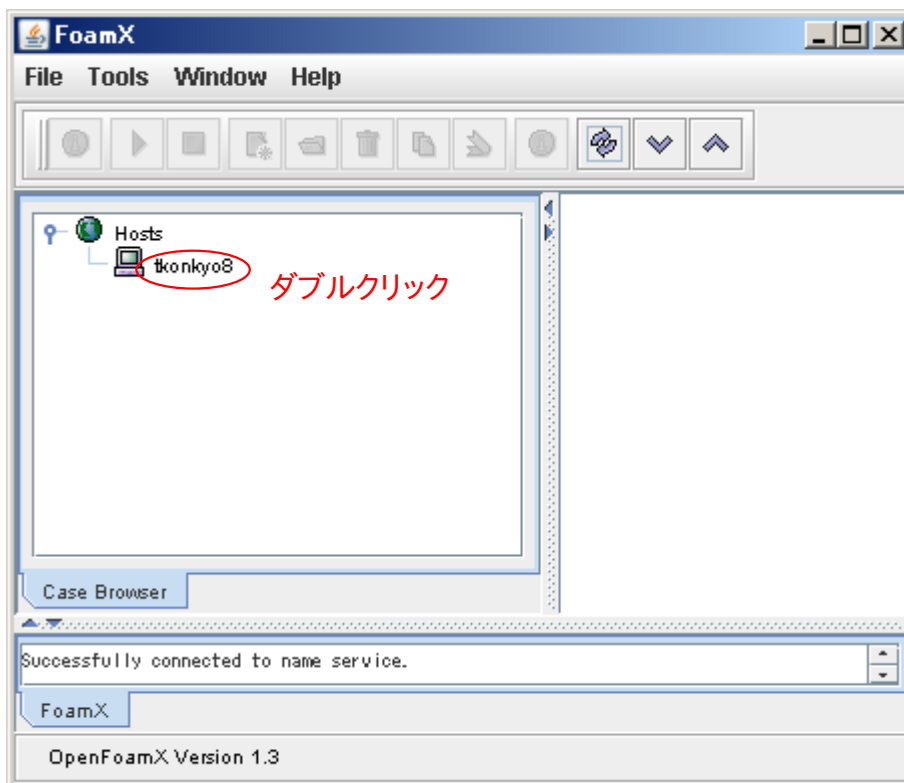 FoamX
File Tools Window Help
Hosts
tkonkyo8
ダブルクリック
Case Browser
Successfully connected to name service.
FoamX
OpenFoamX Version 1.3